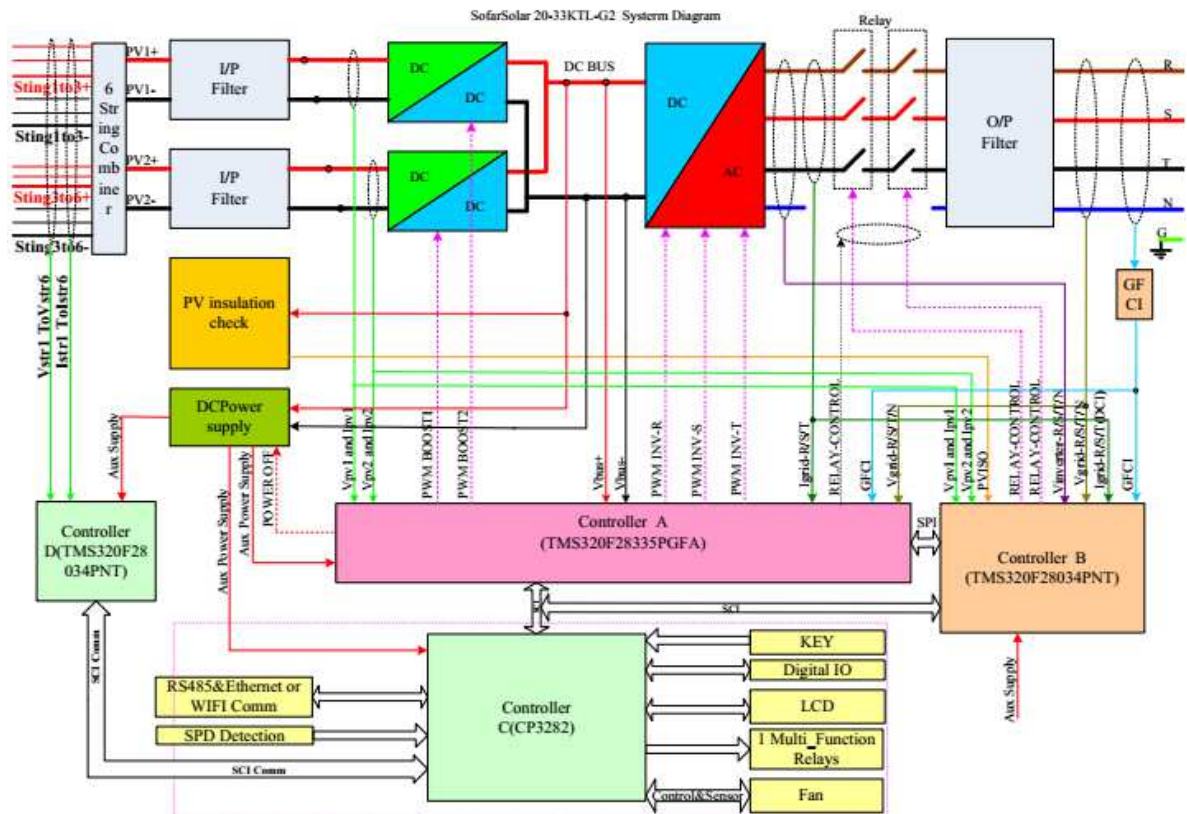 SofarSolar 20-33KTL-G2 Systerm Diagram
Relay
PV1+
PV1-
PV2+
PV2-
Sting1to3+
Sting1to3-
Sting3to6+
Sting3to6-
6
Str
ing
Co
mb
ine
r
I/P
Filter
I/P
Filter
DC
DC
DC
DC
DC BUS
DC
AC
O/P
Filter
R
S
T
N
G
GF
CI
PV insulation
check
DCPower
supply
Vstr1 ToVstr6
Istr1 ToIstr6
Aux Supply
Aux Power Supply
Aux Power Supply
POWER OFF
Vpv1 and Ipv1
Vpv2 and Ipv2
PWM BOOST1
PWM BOOST2
Vbus+
Vbus-
PWM INV-R
PWM INV-S
PWM INV-T
Igrid-R/S/T
RELAY-CONTROL
GFCI
Vgrid-R/S/T/N
Vpv1 and Ipv1
Vpv2 and Ipv2
PVISO
RELAY-CONTROL
RELAY-CONTROL
Vinverter-R/S/T/N
Vgrid-R/S/T/N
Igrid-R/S/T(DCI)
GFCI
Controller
D(TMS320F28
034PNT)
Controller A
(TMS320F28335PGFA)
SPI
Controller B
(TMS320F28034PNT)
SCI
Aux Supply
SCI Comm
SCI Comm
RS485&Ethernet or
WIFI Comm
SPD Detection
Controller
C(CP3282)
KEY
Digital IO
LCD
1 Multi_Function
Relays
Control&Sensor
Fan